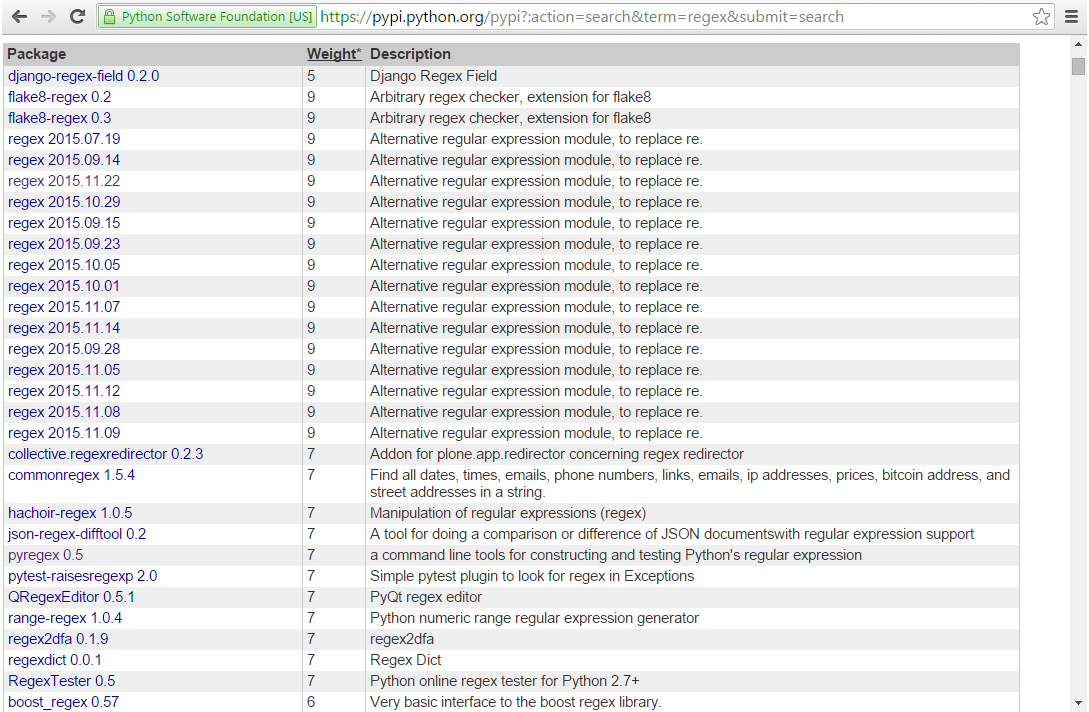 Python Software Foundation [US] https://pypi.python.org/pypi?:action=search&term=regex&submit=search
Package Weight* Description
django-regex-field 0.2.0 5 Django Regex Field
flake8-regex 0.2 9 Arbitrary regex checker, extension for flake8
flake8-regex 0.3 9 Arbitrary regex checker, extension for flake8
regex 2015.07.19 9 Alternative regular expression module, to replace re.
regex 2015.09.14 9 Alternative regular expression module, to replace re.
regex 2015.11.22 9 Alternative regular expression module, to replace re.
regex 2015.10.29 9 Alternative regular expression module, to replace re.
regex 2015.09.15 9 Alternative regular expression module, to replace re.
regex 2015.09.23 9 Alternative regular expression module, to replace re.
regex 2015.10.05 9 Alternative regular expression module, to replace re.
regex 2015.10.01 9 Alternative regular expression module, to replace re.
regex 2015.11.07 9 Alternative regular expression module, to replace re.
regex 2015.11.14 9 Alternative regular expression module, to replace re.
regex 2015.09.28 9 Alternative regular expression module, to replace re.
regex 2015.11.05 9 Alternative regular expression module, to replace re.
regex 2015.11.12 9 Alternative regular expression module, to replace re.
regex 2015.11.08 9 Alternative regular expression module, to replace re.
regex 2015.11.09 9 Alternative regular expression module, to replace re.
collective.regexredirector 0.2.3 7 Addon for plone.app.redirector concerning regex redirector
commonregex 1.5.4 7 Find all dates, times, emails, phone numbers, links, emails, ip addresses, prices, bitcoin address, and
street addresses in a string.
hachoir-regex 1.0.5 7 Manipulation of regular expressions (regex)
json-regex-difftool 0.2 7 A tool for doing a comparison or difference of JSON documentswith regular expression support
pyregex 0.5 7 a command line tools for constructing and testing Python's regular expression
pytest-raisesregexp 2.0 7 Simple pytest plugin to look for regex in Exceptions
QRegexEditor 0.5.1 7 PyQt regex editor
range-regex 1.0.4 7 Python numeric range regular expression generator
regex2dfa 0.1.9 7 regex2dfa
regexdict 0.0.1 7 Regex Dict
RegexTester 0.5 7 Python online regex tester for Python 2.7+
boost_regex 0.57 6 Very basic interface to the boost regex library.